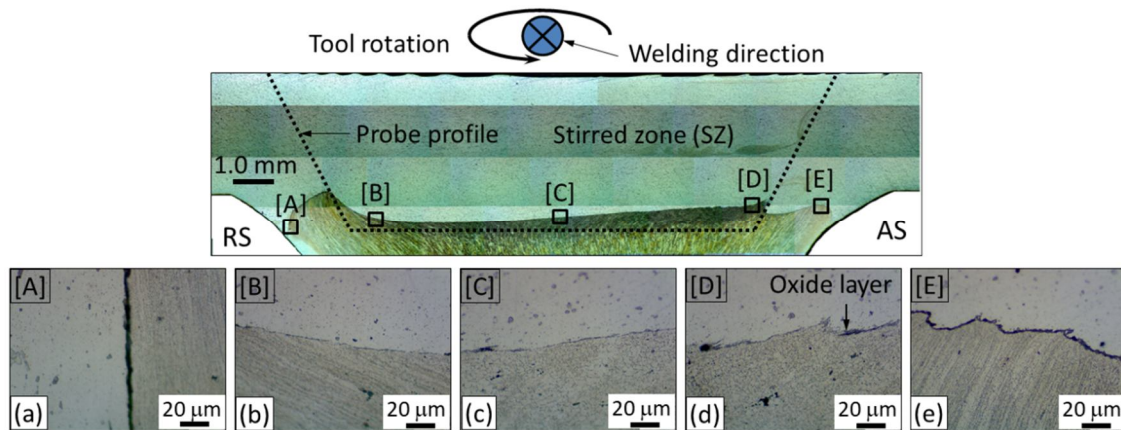 Tool rotation
Welding direction
Probe profile
Stirred zone (SZ)
1.0 mm
[A]
[B]
[C]
[D]
[E]
RS
AS
[A]
[B]
[C]
[D]
Oxide layer
[E]
(a)
20 μm
(b)
20 μm
(c)
20 μm
(d)
20 μm
(e)
20 μm